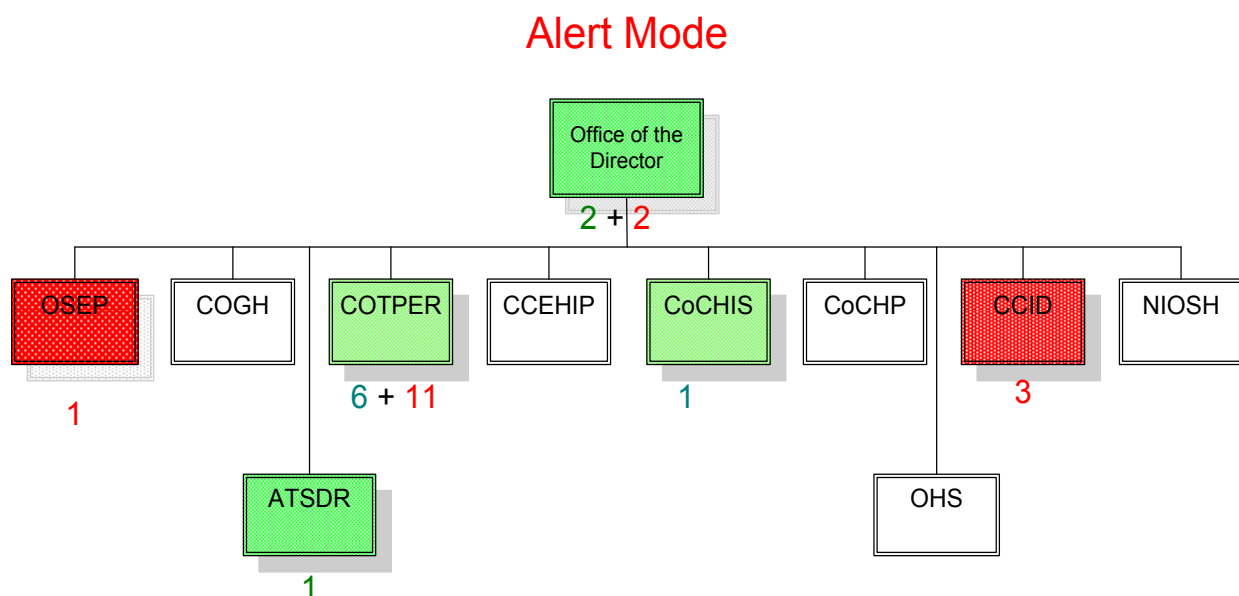 Alert Mode
Office of the
Director
2 + 2
OSEP
COGH
COTPER
CCEHIP
CoCHIS
CoCHP
CCID
NIOSH
1
6 + 11
1
3
ATSDR
OHS
1